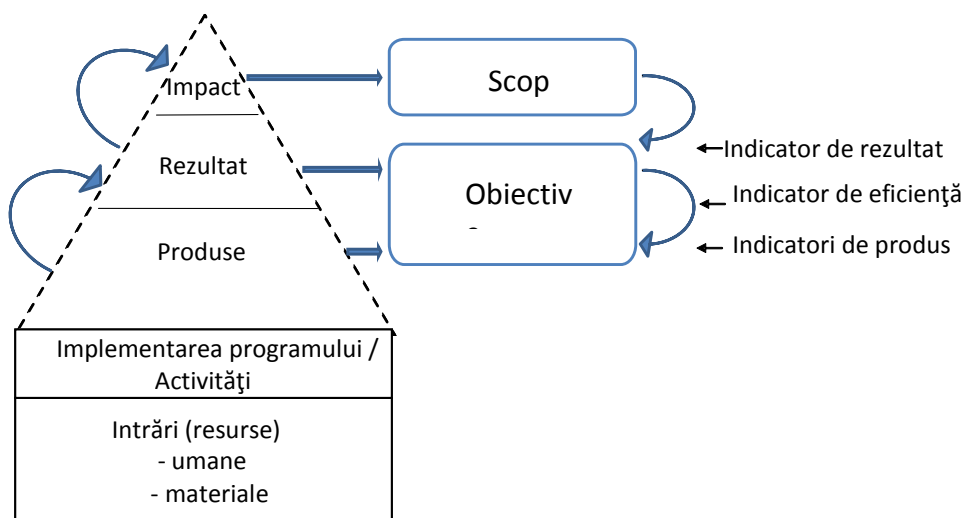 Impact
Scop
Rezultat
Indicator de rezultat
Obiectiv
Indicator de eficienţă
Produse
Indicatori de produs
Implementarea programului /
Activităţi
Intrări (resurse)
- umane
- materiale